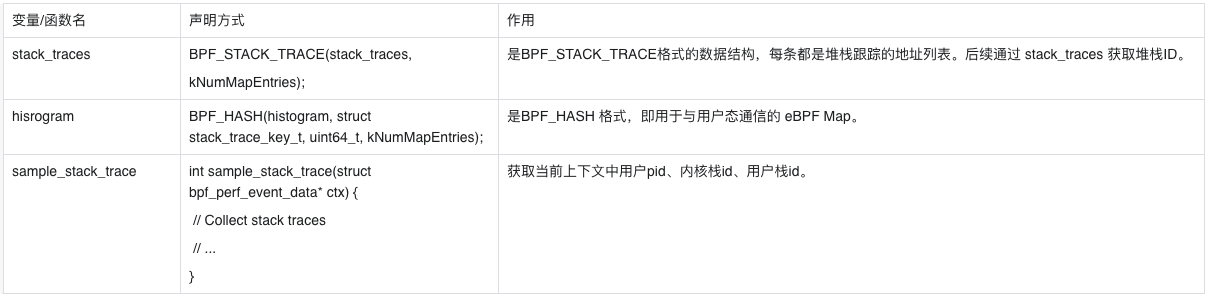 变量/函数名
声明方式
作用
stack_traces
BPF_STACK_TRACE(stack_traces,
kNumMapEntries);
是BPF_STACK_TRACE格式的数据结构，每条都是堆栈跟踪的地址列表。后续通过 stack_traces 获取堆栈ID。
hisrogram
BPF_HASH(histogram, struct
stack_trace_key_t, uint64_t, kNumMapEntries);
是BPF_HASH 格式，即用于与用户态通信的 eBPF Map。
sample_stack_trace
int sample_stack_trace(struct
bpf_perf_event_data* ctx) {
// Collect stack traces
// ...
}
获取当前上下文中用户pid、内核栈id、用户栈id。